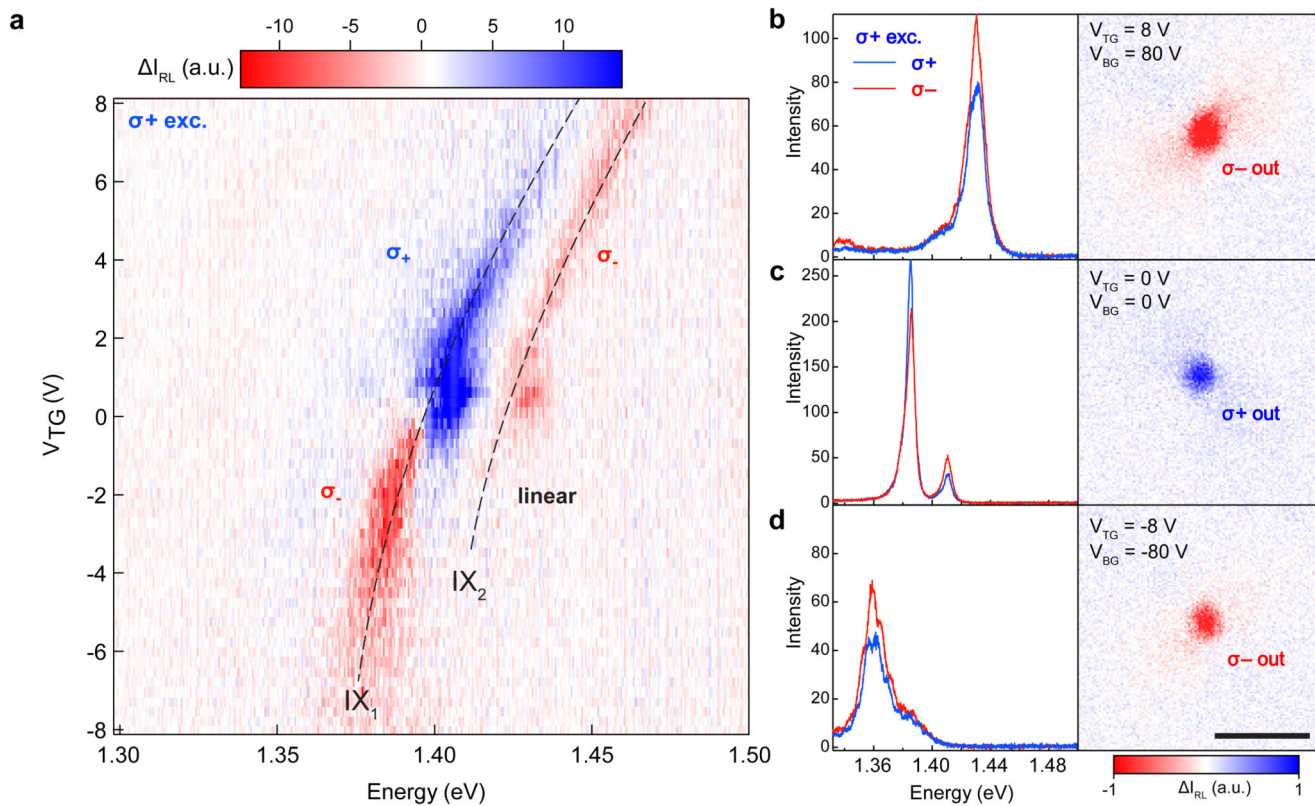 a
-10 -5 0 5 10
ΔI_RL (a.u.)
σ+ exc.
8
6
4
2
0
-2
-4
-6
-8
V_TG (V)
σ₊
σ₋
σ₋
linear
IX₂
IX₁
1.30 1.35 1.40 1.45 1.50
Energy (eV)
b
σ+ exc.
σ+
σ−
100
80
60
40
20
0
Intensity
V_TG = 8 V
V_BG = 80 V
σ− out
c
250
200
150
100
50
0
Intensity
V_TG = 0 V
V_BG = 0 V
σ+ out
d
80
60
40
20
0
Intensity
1.36 1.40 1.44 1.48
Energy (eV)
V_TG = -8 V
V_BG = -80 V
σ− out
-1 ΔI_RL (a.u.) 1